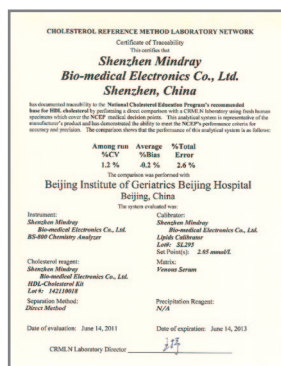 CHOLESTEROL REFERENCE METHOD LABORATORY NETWORK
Certificate of Traceability
This certifies that
Shenzhen Mindray
Bio-medical Electronics Co., Ltd.
Shenzhen, China
has documented traceability to the National Cholesterol Education Program's recommended
base for HDL cholesterol by performing a direct comparison with a CRMLN laboratory using fresh human
specimens which cover the NCEP medical decision points. This analytical system is representative of the
manufacturer's product and has demonstrated the ability to meet the NCEP's performance criteria for
accuracy and precision. The comparison shows that the performance of this analytical system is as follows:
Among run Average %Total
%CV %Bias Error
1.2 % -0.2 % 2.6 %
The comparison was performed with
Beijing Institute of Geriatrics Beijing Hospital
Beijing, China
The system evaluated was:
Instrument: Calibrator:
Shenzhen Mindray Shenzhen Mindray
Bio-medical Electronics Co., Ltd. Bio-medical Electronics Co., Ltd.
BS-800 Chemistry Analyzer Lipids Calibrator
Lot#: SL293
Set Point(s): 2.05 mmol/L
Cholesterol reagent: Matrix:
Shenzhen Mindray Venous Serum
Bio-medical Electronics Co., Ltd.
HDL-Cholesterol Kit
Lot #: 142110018
Separation Method: Precipitation Reagent:
Direct Method N/A
Date of evaluation: June 14, 2011 Date of expiration: June 14, 2013
CRMLN Laboratory Director